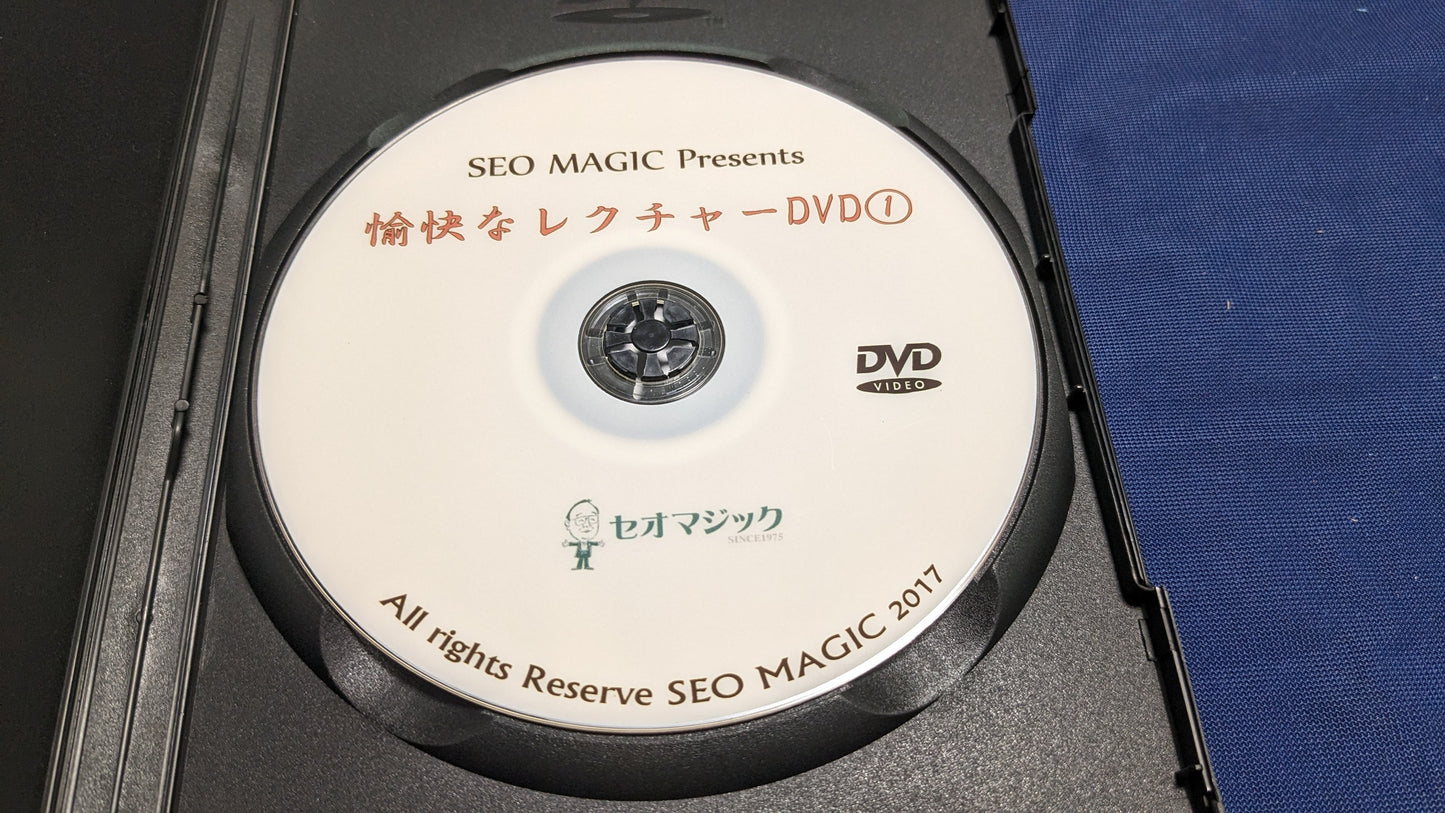 SEO MAGIC Presents
愉快なレクチャーDVD①
DVD
VIDEO
セオマジック
SINCE1975
All rights Reserve SEO MAGIC 2017
TM